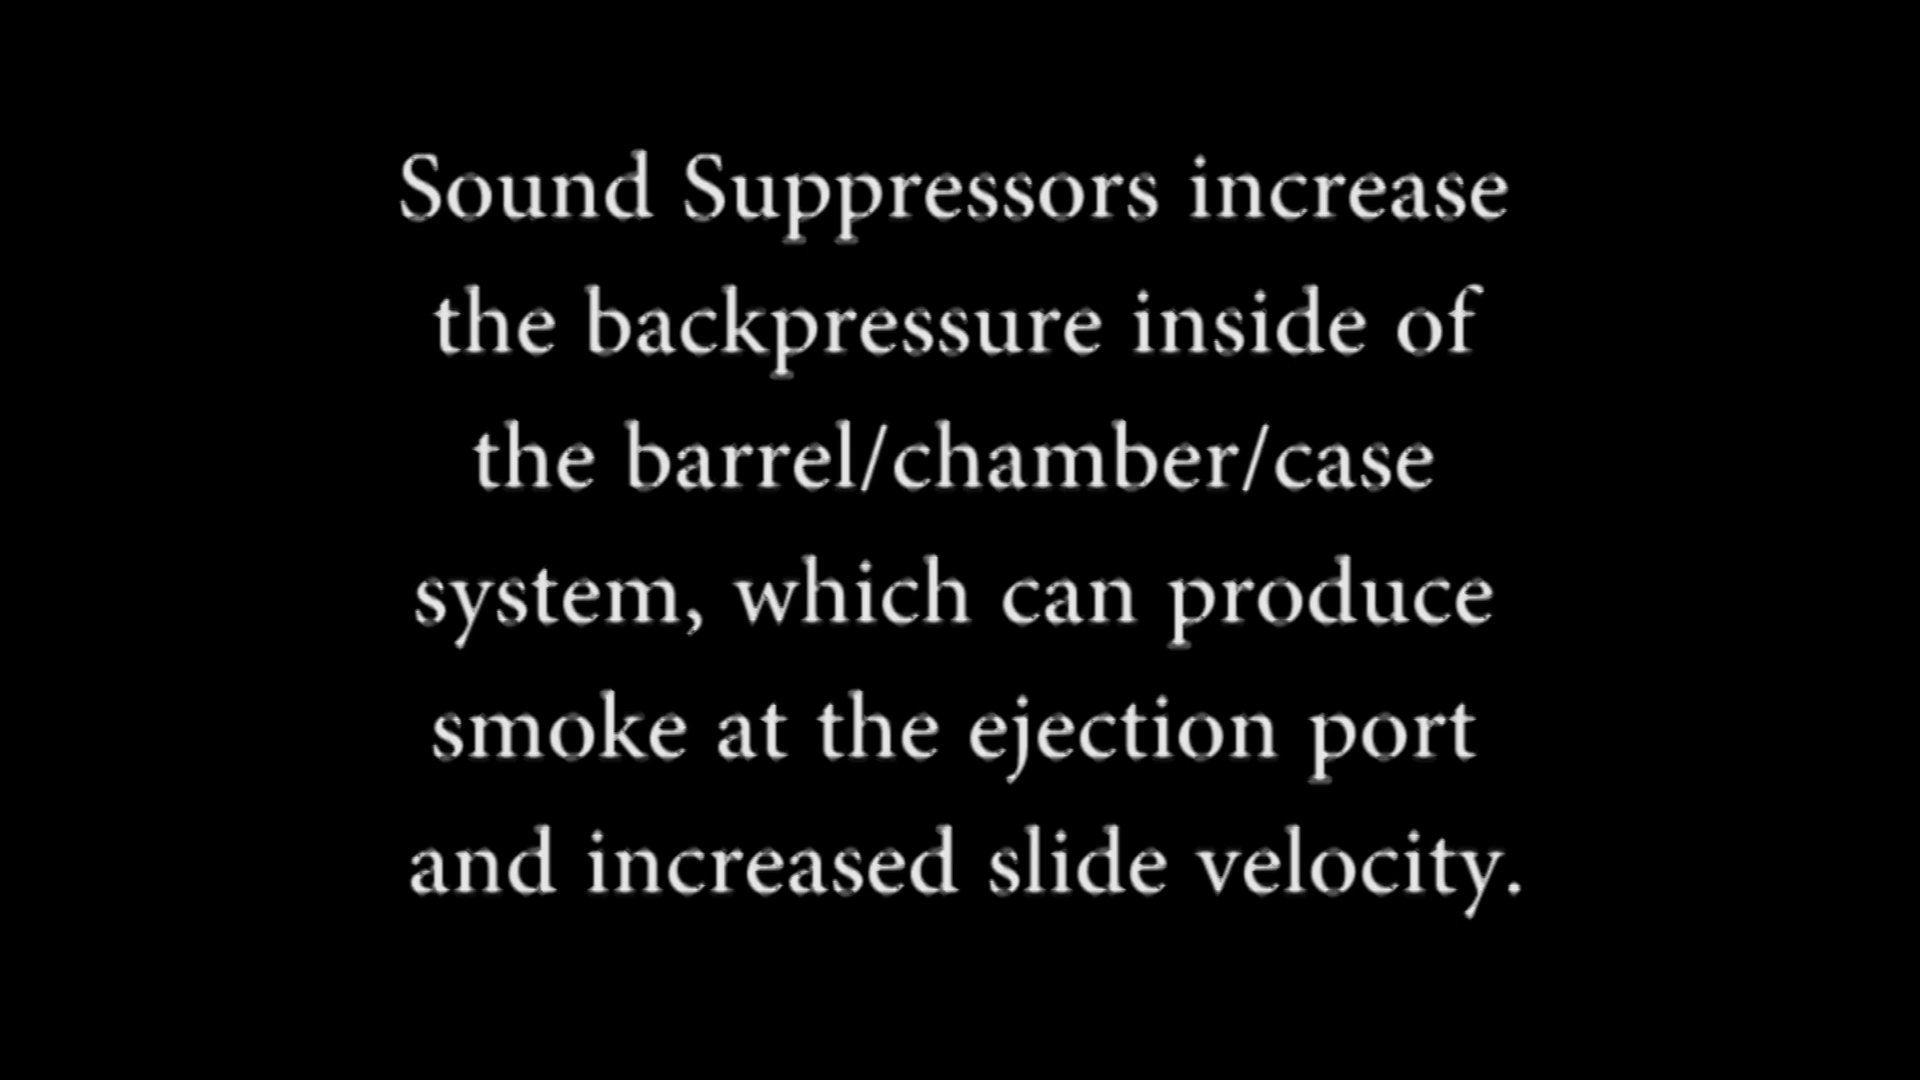 Sound Suppressors increase
the backpressure inside of
the barrel/chamber/case
system, which can produce
smoke at the ejection port
and increased slide velocity.